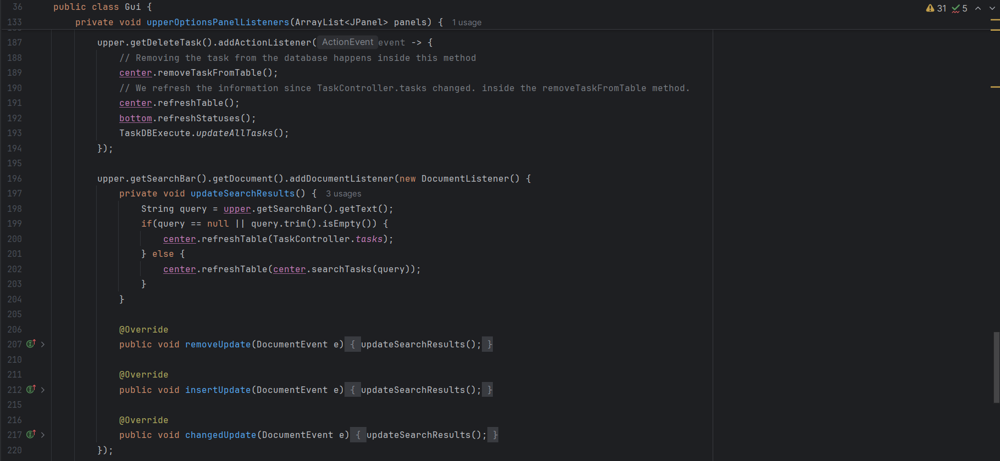 36 public class Gui {
31 5
133 private void upperOptionsPanelListeners(ArrayList<JPanel> panels) { 1 usage
187 upper.getDeleteTask().addActionListener( ActionEvent event -> {
188 // Removing the task from the database happens inside this method
189 center.removeTaskFromTable();
190 // We refresh the information since TaskController.tasks changed. inside the removeTaskFromTable method.
191 center.refreshTable();
192 bottom.refreshStatuses();
193 TaskDBExecute.updateAllTasks();
194 });
195
196 upper.getSearchBar().getDocument().addDocumentListener(new DocumentListener() {
197 private void updateSearchResults() { 3 usages
198 String query = upper.getSearchBar().getText();
199 if(query == null || query.trim().isEmpty()) {
200 center.refreshTable(TaskController.tasks);
201 } else {
202 center.refreshTable(center.searchTasks(query));
203 }
204 }
205
206 @Override
207 public void removeUpdate(DocumentEvent e) { updateSearchResults(); }
210
211 @Override
212 public void insertUpdate(DocumentEvent e) { updateSearchResults(); }
215
216 @Override
217 public void changedUpdate(DocumentEvent e) { updateSearchResults(); }
220 });